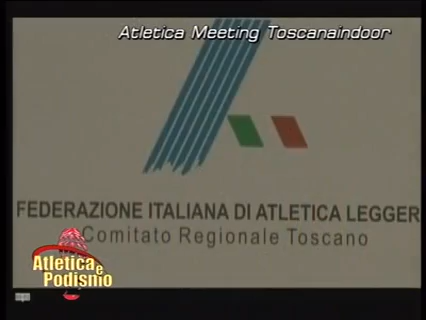 Atletica Meeting Toscanaindoor
FEDERAZIONE ITALIANA DI ATLETICA LEGGER
Comitato Regionale Toscano
Atletica e
Podismo